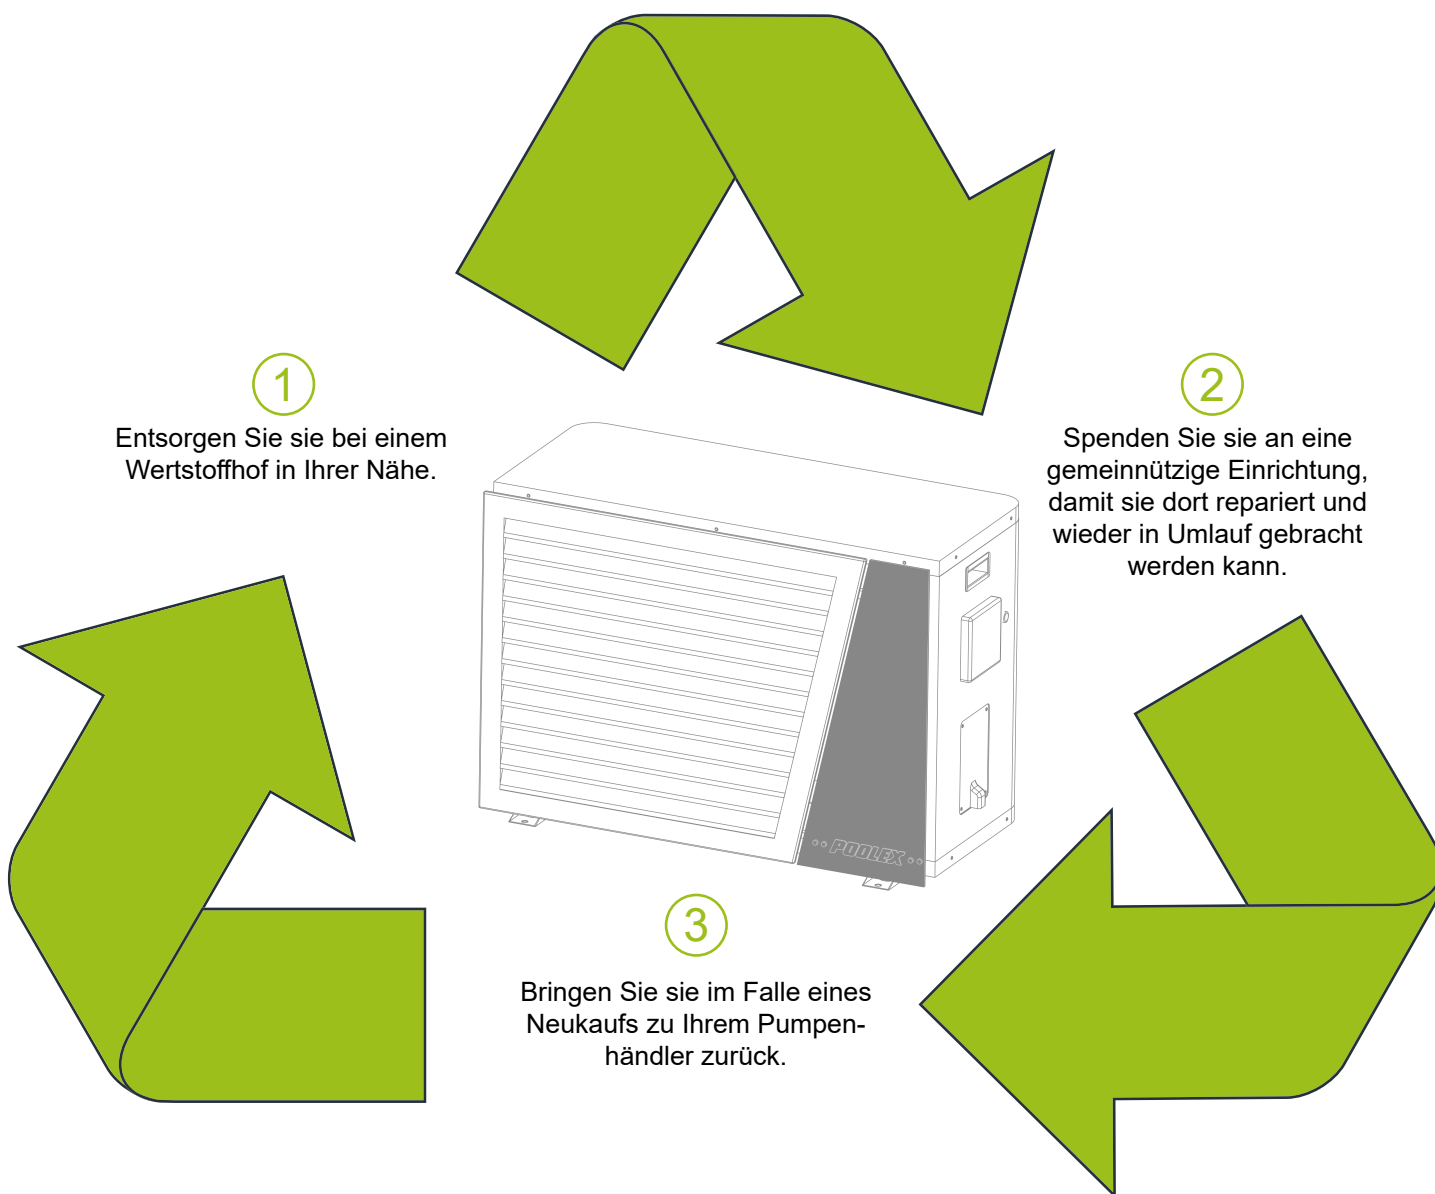 1
Entsorgen Sie sie bei einem
Wertstoffhof in Ihrer Nähe.
2
Spenden Sie sie an eine
gemeinnützige Einrichtung,
damit sie dort repariert und
wieder in Umlauf gebracht
werden kann.
POOLEX
3
Bringen Sie sie im Falle eines
Neukaufs zu Ihrem Pumpen-
händler zurück.